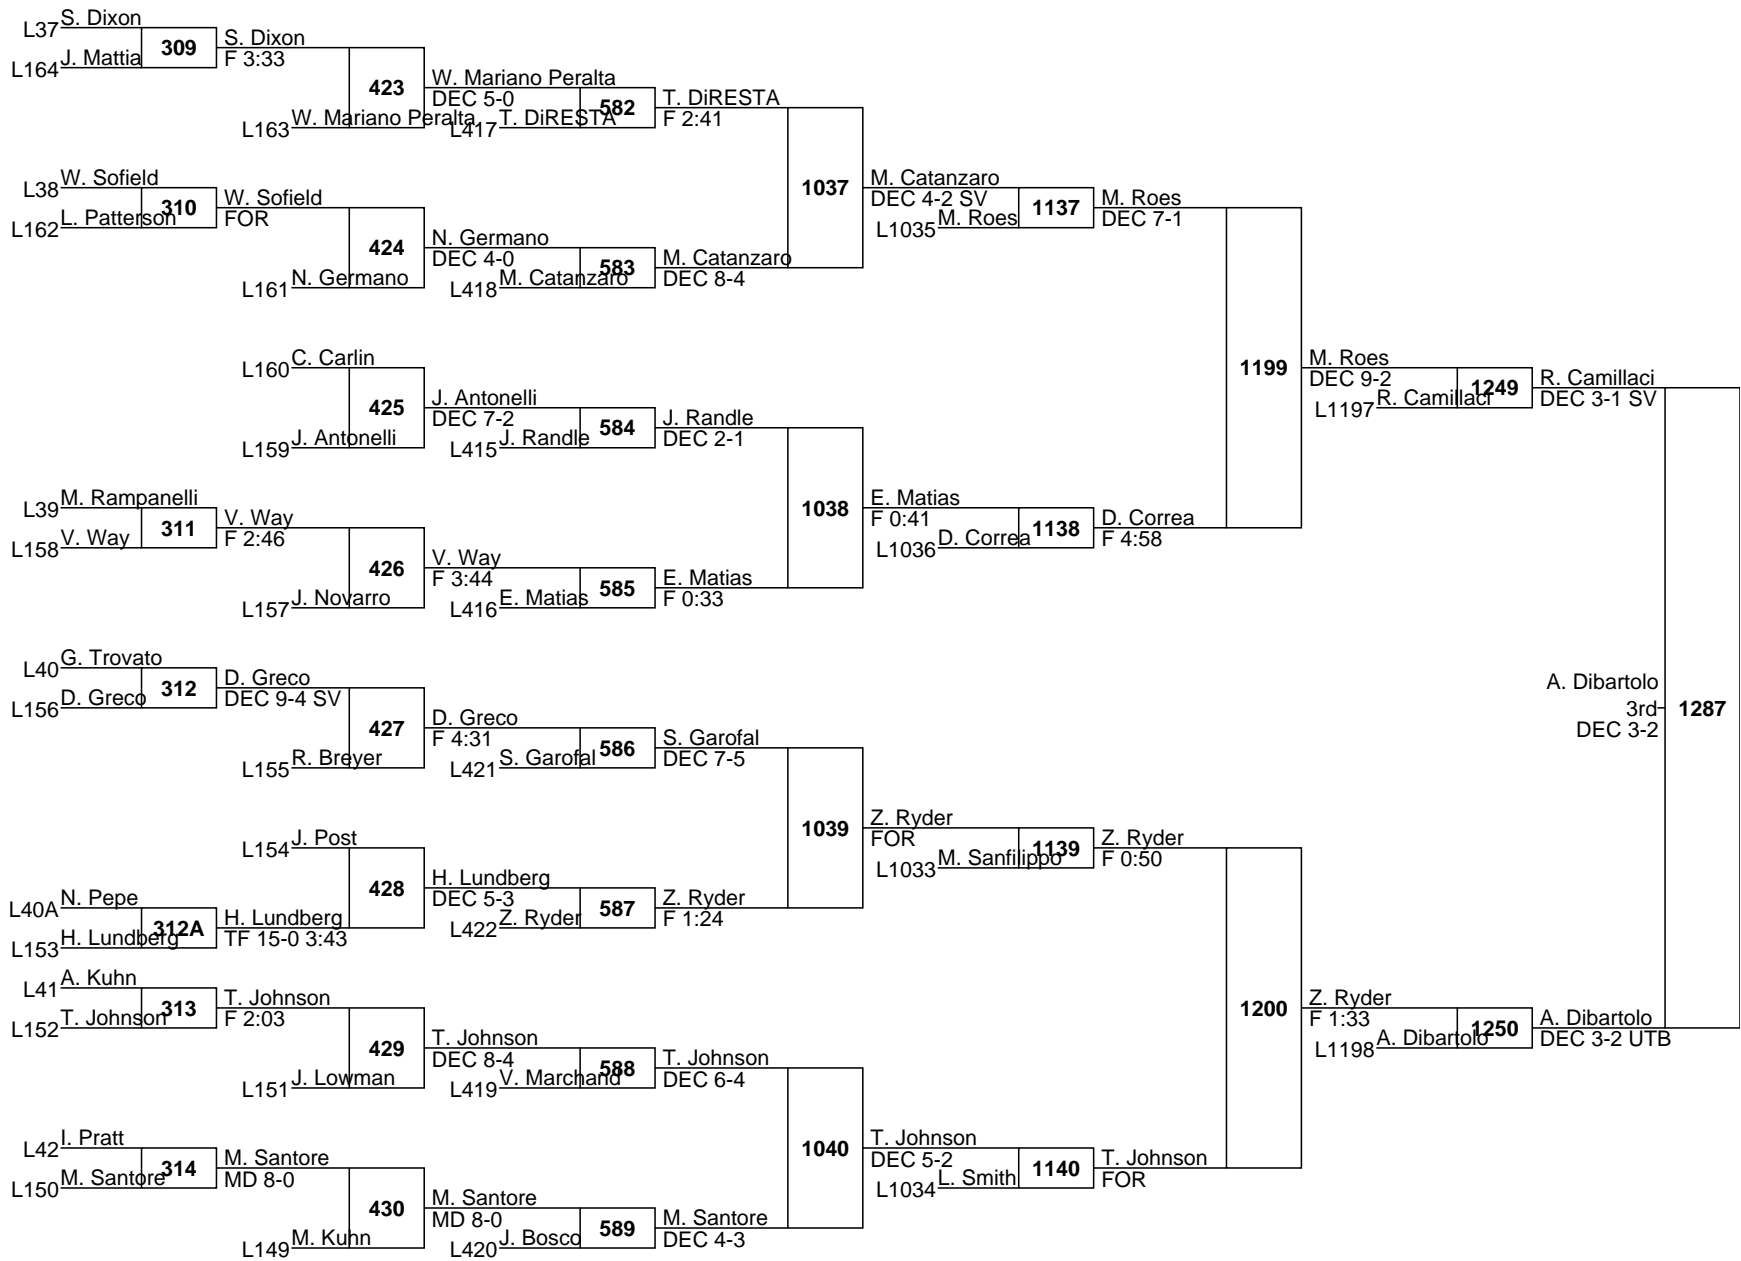 S. Dixon
L37
309
J. Mattia
L164
S. Dixon
F 3:33
423
W. Mariano Peralta
L163
W. Mariano Peralta
DEC 5-0
582
T. DiRESTA
L417
T. DiRESTA
F 2:41
1037
W. Sofield
L38
310
L. Patterson
L162
W. Sofield
FOR
424
N. Germano
L161
N. Germano
DEC 4-0
583
M. Catanzaro
L418
M. Catanzaro
DEC 8-4
M. Catanzaro
DEC 4-2 SV
1137
M. Roes
L1035
M. Roes
DEC 7-1
1199
C. Carlin
L160
425
J. Antonelli
L159
J. Antonelli
DEC 7-2
584
J. Randle
L415
J. Randle
DEC 2-1
1038
M. Rampanelli
L39
311
V. Way
L158
V. Way
F 2:46
426
J. Novarro
L157
V. Way
F 3:44
585
E. Matias
L416
E. Matias
F 0:33
E. Matias
F 0:41
1138
D. Correa
L1036
D. Correa
F 4:58
M. Roes
DEC 9-2
1249
R. Camillaci
L1197
R. Camillaci
DEC 3-1 SV
G. Trovato
L40
312
D. Greco
L156
D. Greco
DEC 9-4 SV
427
R. Breyer
L155
D. Greco
F 4:31
586
S. Garofal
L421
S. Garofal
DEC 7-5
1039
J. Post
L154
428
N. Pepe
L40A
312A
H. Lundberg
L153
H. Lundberg
TF 15-0 3:43
H. Lundberg
DEC 5-3
587
Z. Ryder
L422
Z. Ryder
F 1:24
Z. Ryder
FOR
1139
M. Sanfilippo
L1033
Z. Ryder
F 0:50
1200
A. Kuhn
L41
313
T. Johnson
L152
T. Johnson
F 2:03
429
J. Lowman
L151
T. Johnson
DEC 8-4
588
V. Marchand
L419
T. Johnson
DEC 6-4
1040
I. Pratt
L42
314
M. Santore
L150
M. Santore
MD 8-0
430
M. Kuhn
L149
M. Santore
MD 8-0
589
J. Bosco
L420
M. Santore
DEC 4-3
T. Johnson
DEC 5-2
1140
L. Smith
L1034
T. Johnson
FOR
Z. Ryder
F 1:33
1250
A. Dibartolo
L1198
A. Dibartolo
DEC 3-2 UTB
A. Dibartolo
3rd
1287
DEC 3-2